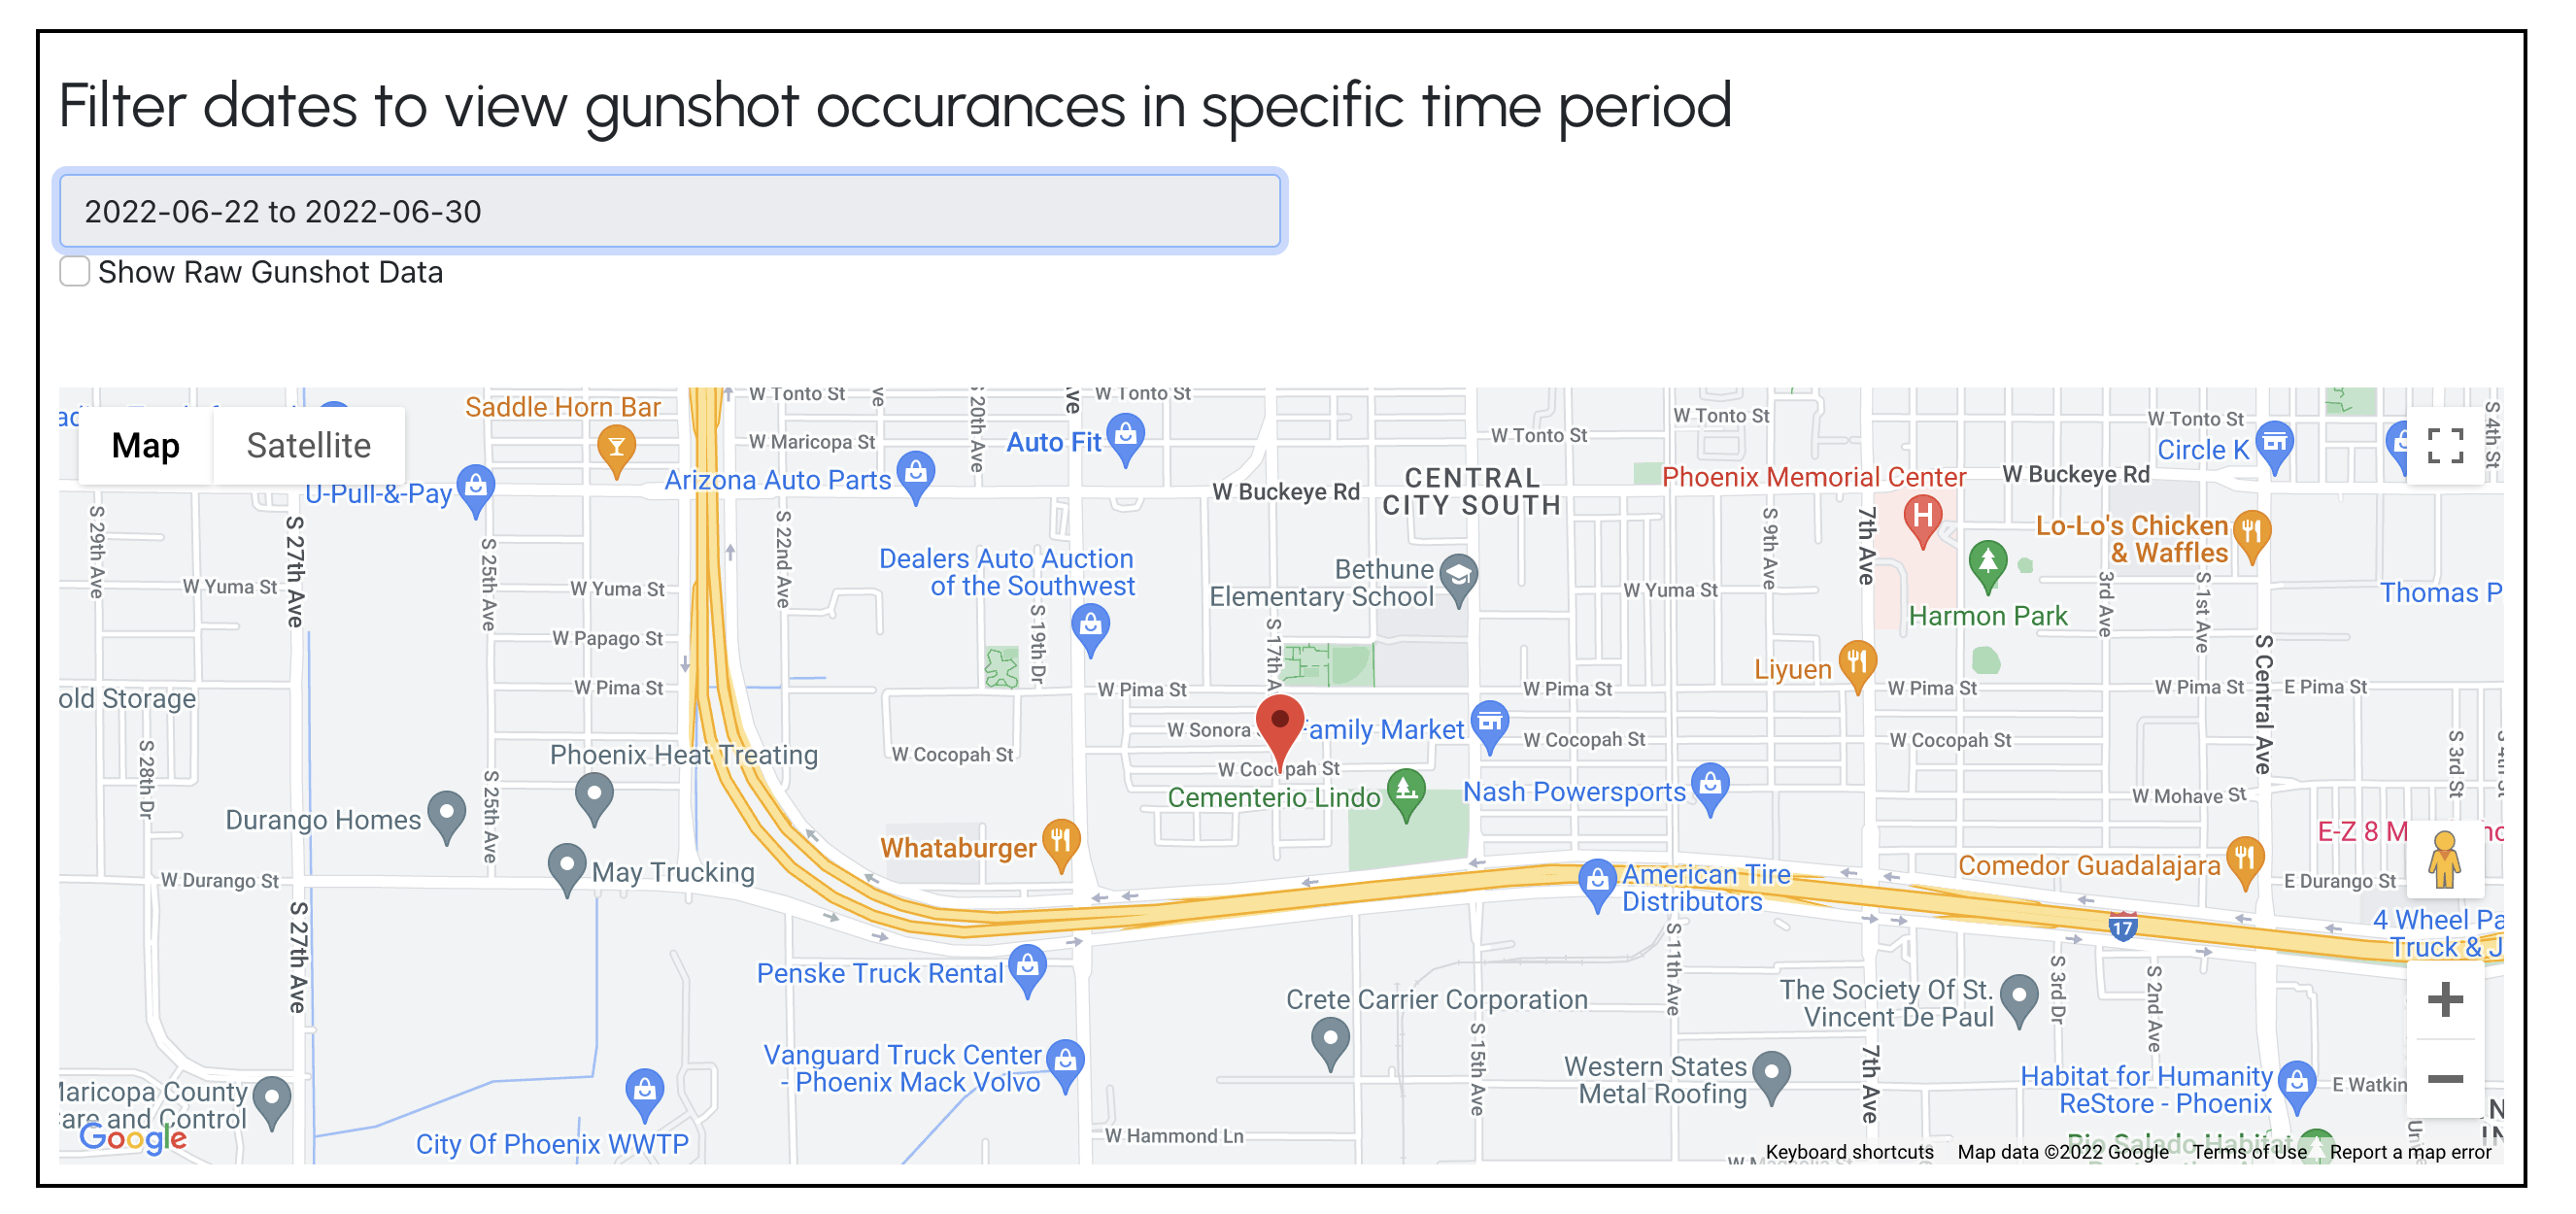 Filter dates to view gunshot occurances in specific time period
2022-06-22 to 2022-06-30
Show Raw Gunshot Data
Map
Satellite
W Tonto St
W Tonto St
W Tonto St
W Tonto St
W Tonto St
Saddle Horn Bar
W Maricopa St
S 20th Ave
Ave
Auto Fit
Circle K
S 4th St
U-Pull-&-Pay
Arizona Auto Parts
W Buckeye Rd
CENTRAL
CITY SOUTH
Phoenix Memorial Center
W Buckeye Rd
S 29th Ave
S 27th Ave
S 25th Ave
S 22nd Ave
S 9th Ave
7th Ave
Lo-Lo's Chicken
& Waffles
Dealers Auto Auction
of the Southwest
Bethune
Elementary School
W Yuma St
W Yuma St
W Yuma St
3rd Ave
S 1st Ave
Thomas P
Harmon Park
S 19th Dr
S 17th A
W Papago St
S Central Ave
Liyuen
W Pima St
W Pima St
W Pima St
W Pima St
W Pima St
E Pima St
old Storage
W Sonora
Family Market
W Cocopah St
W Cocopah St
W Cocopah St
W Cocopah St
Phoenix Heat Treating
S 28th Dr
S 25th Ave
S 3rd St
Cementerio Lindo
Nash Powersports
W Mohave St
Durango Homes
E-Z 8 M
Whataburger
Comedor Guadalajara
May Trucking
W Durango St
American Tire
Distributors
E Durango St
S 27th Ave
17
4 Wheel Pa
Truck & J
Penske Truck Rental
S 11th Ave
S 3rd Dr
S 2nd Ave
Crete Carrier Corporation
The Society Of St.
Vincent De Paul
S 15th Ave
7th Ave
Vanguard Truck Center
- Phoenix Mack Volvo
Western States
Metal Roofing
Habitat for Humanity
ReStore - Phoenix
E Watkin
Maricopa County
Care and Control
Google
City Of Phoenix WWTP
W Hammond Ln
Rio Salado Habitat
Keyboard shortcuts
Map data ©2022 Google
Terms of Use
Report a map error